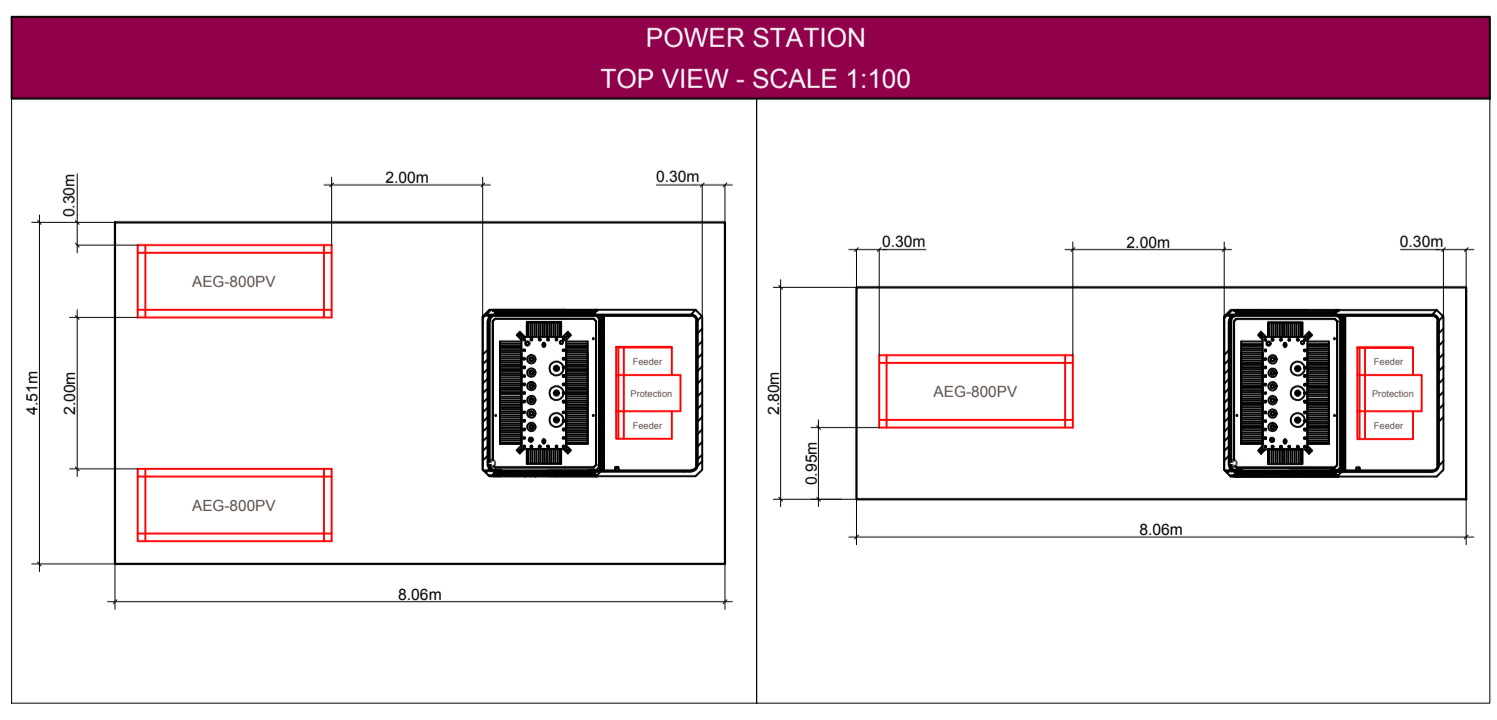 POWER STATION
TOP VIEW - SCALE 1:100
0.30m
2.00m
0.30m
AEG-800PV
4.51m
2.00m
Feeder
Protection
Feeder
AEG-800PV
8.06m
0.30m
2.00m
0.30m
2.80m
AEG-800PV
0.95m
Feeder
Protection
Feeder
8.06m